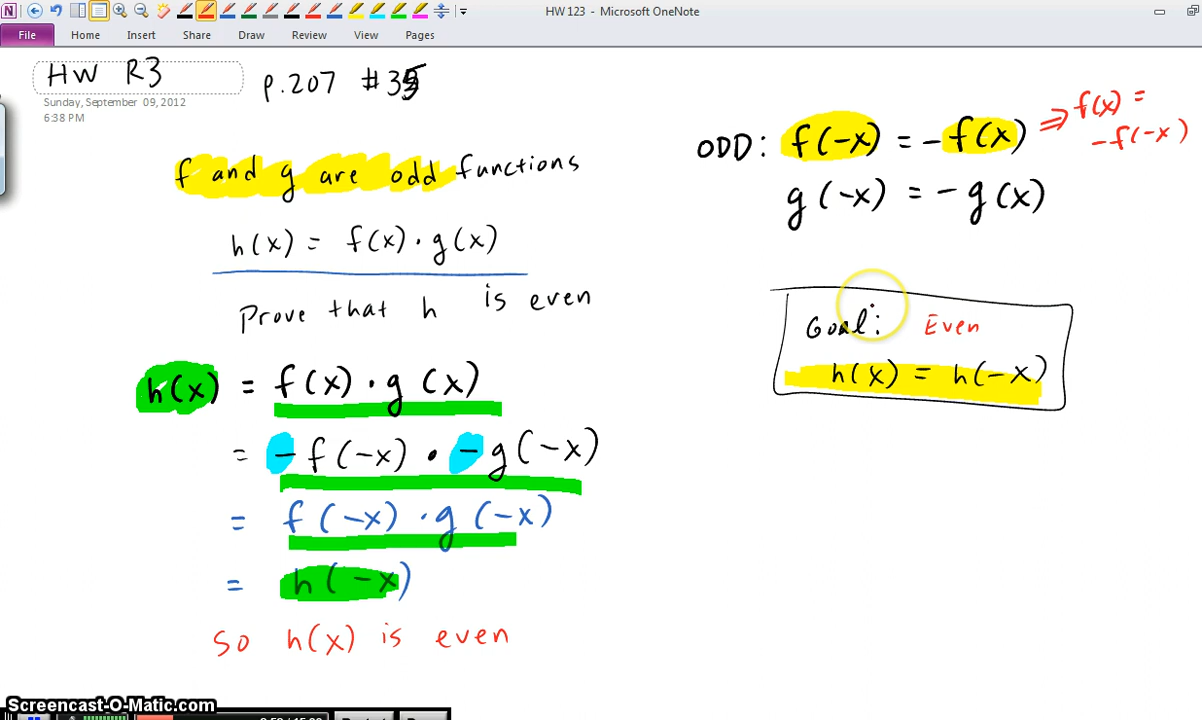 HW 123 - Microsoft OneNote
File Home Insert Share Draw Review View Pages
HW R3
p.207 #35
Sunday, September 09, 2012
6:38 PM
f and g are odd functions
h(x) = f(x) · g(x)
Prove that h is even
h(x) = f(x) · g(x)
= -f(-x) · -g(-x)
= f(-x) · g(-x)
= h(-x)
So h(x) is even
ODD: f(-x) = -f(x) ⇒ f(x) =
-f(-x)
g(-x) = -g(x)
Goal: Even
h(x) = h(-x)
Screencast-O-Matic.com